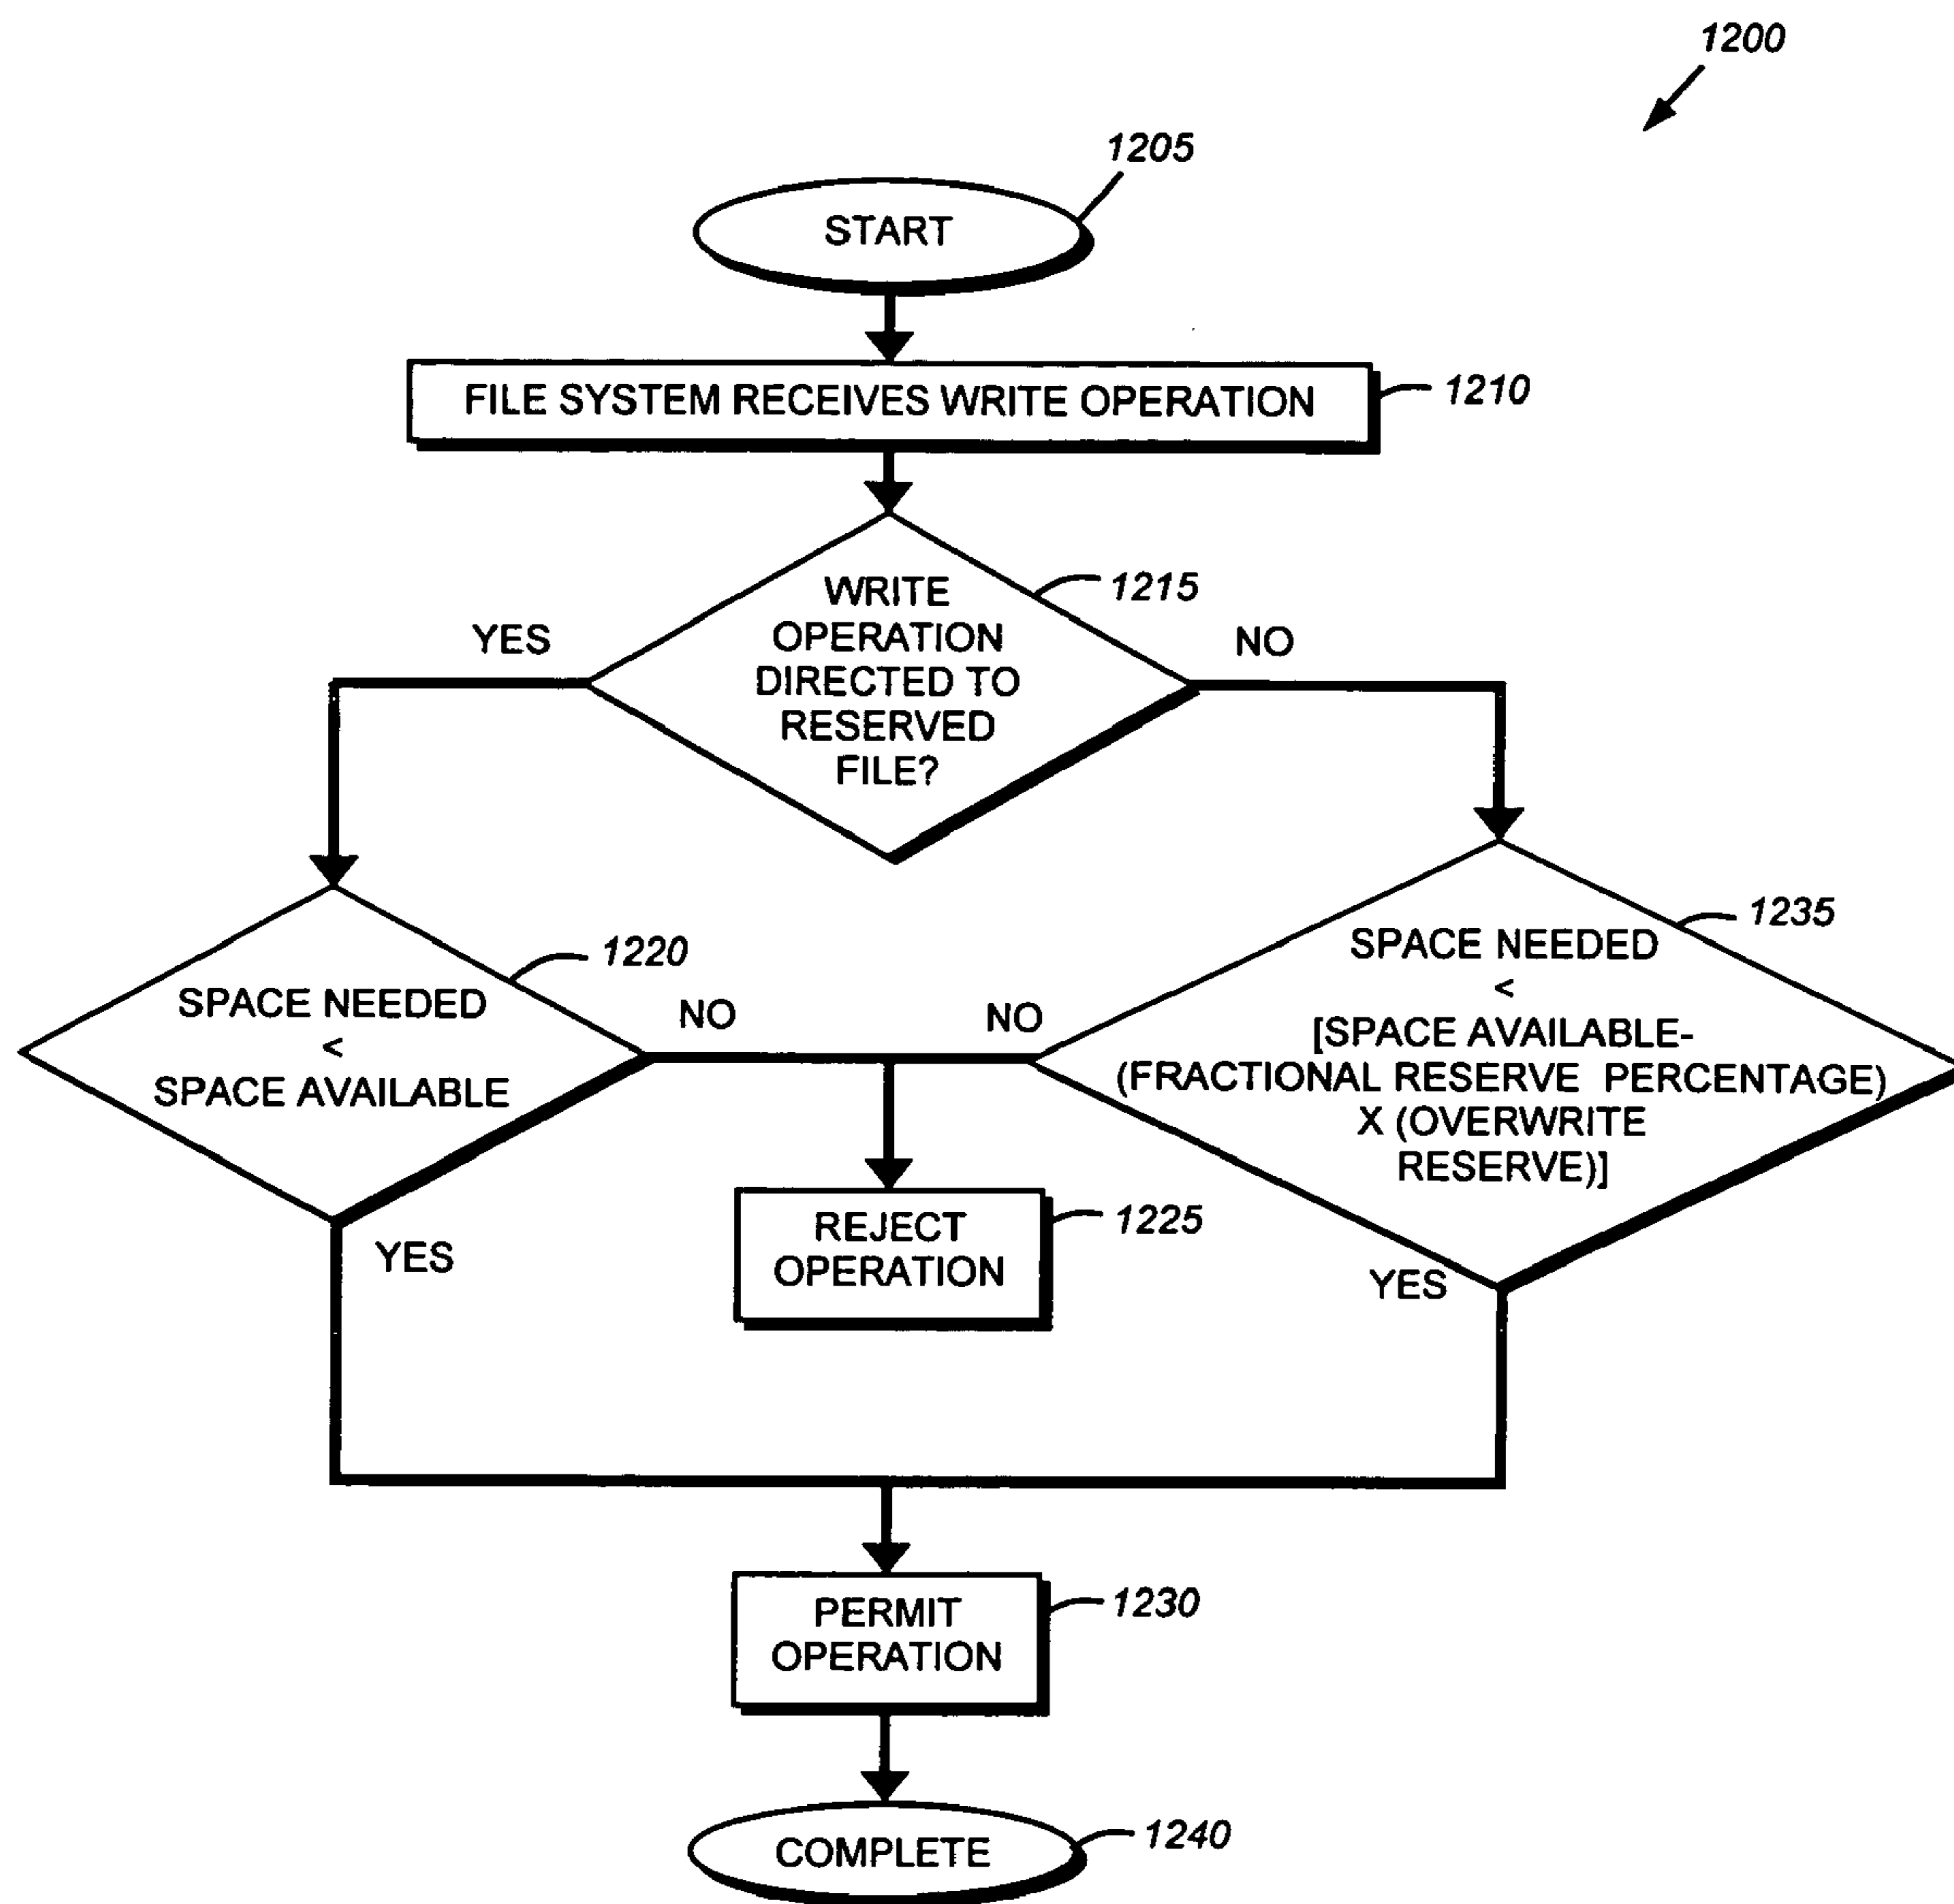 1200
1205
START
FILE SYSTEM RECEIVES WRITE OPERATION
1210
WRITE
OPERATION
DIRECTED TO
RESERVED
FILE?
1215
YES
NO
1220
SPACE NEEDED
<
SPACE AVAILABLE
NO
YES
1235
SPACE NEEDED
<
[SPACE AVAILABLE-
(FRACTIONAL RESERVE PERCENTAGE)
X (OVERWRITE
RESERVE)]
NO
YES
REJECT
OPERATION
1225
PERMIT
OPERATION
1230
COMPLETE
1240